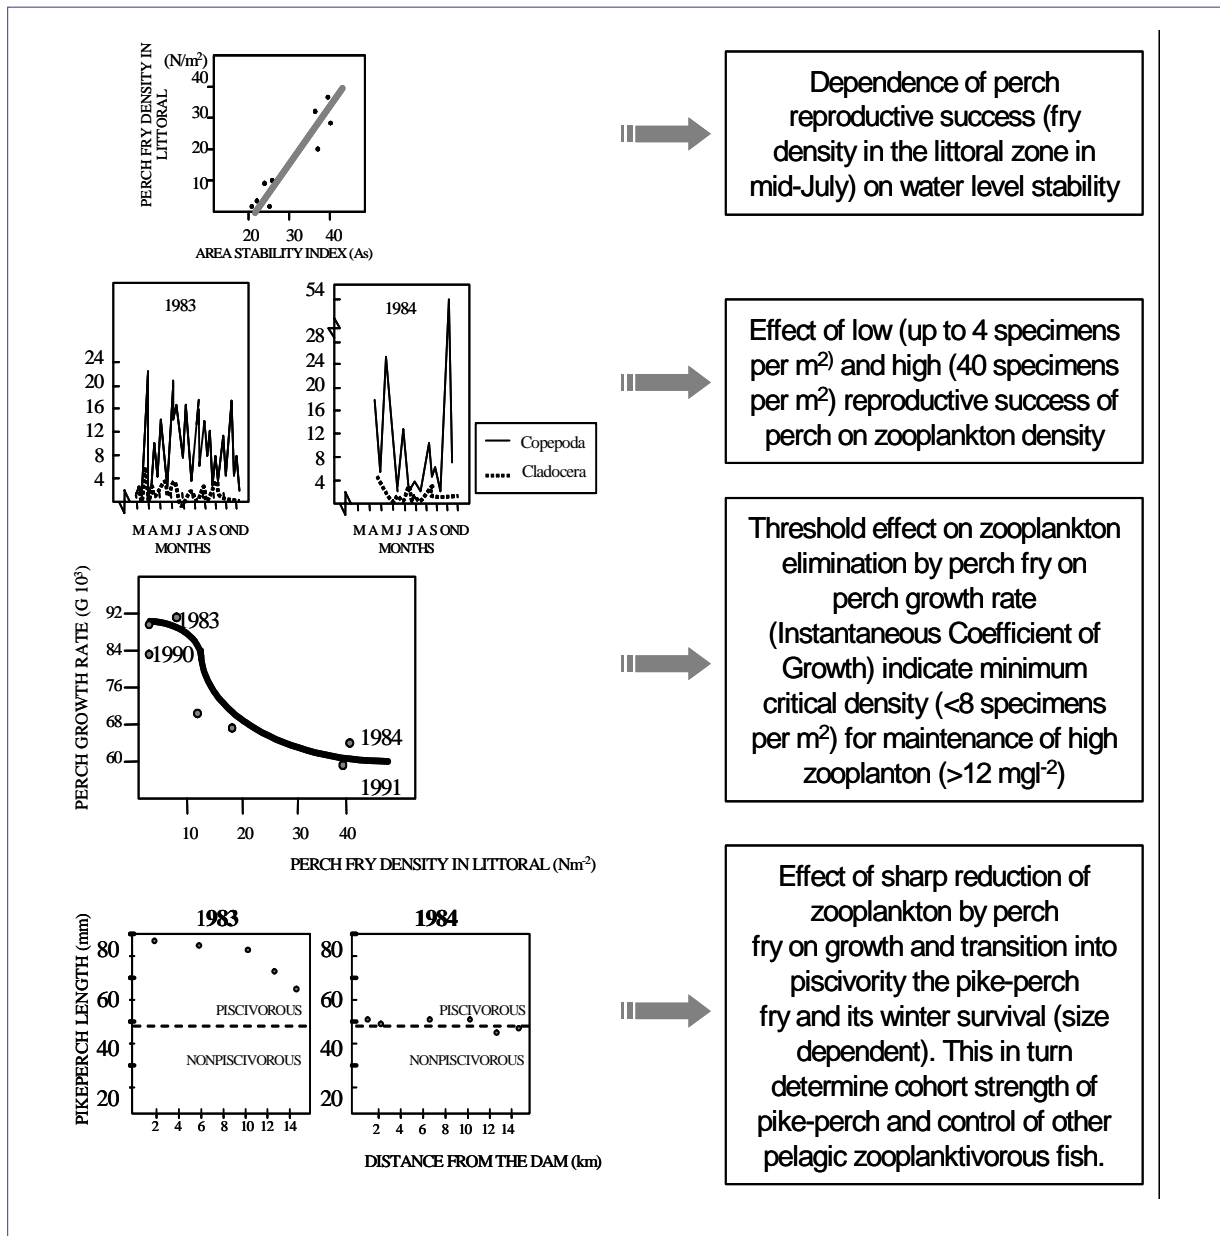 PERCH FRY DENSITY IN
LITTORAL
(N/m²)
40
30
20
10
20 30 40
AREA STABILITY INDEX (As)
Dependence of perch
reproductive success (fry
density in the littoral zone in
mid-July) on water level stability
1983
24
20
16
12
8
4
M A M J J A S O N D
MONTHS
1984
54
28
24
20
16
12
8
4
M A M J J A S O N D
MONTHS
Copepoda
Cladocera
Effect of low (up to 4 specimens
per m²⁾ and high (40 specimens
per m²) reproductive success of
perch on zooplankton density
PERCH GROWTH RATE (G 10³)
92
84
76
68
60
1983
1990
1984
1991
10 20 30 40
PERCH FRY DENSITY IN LITTORAL (Nm⁻²)
Threshold effect on zooplankton
elimination by perch fry on
perch growth rate
(Instantaneous Coefficient of
Growth) indicate minimum
critical density (<8 specimens
per m²) for maintenance of high
zooplanton (>12 mgl⁻²)
PIKEPERCH LENGTH (mm)
1983
80
60
40
20
PISCIVOROUS
NONPISCIVOROUS
2 4 6 8 10 12 14
1984
80
60
40
20
PISCIVOROUS
NONPISCIVOROUS
2 4 6 8 10 12 14
DISTANCE FROM THE DAM (km)
Effect of sharp reduction of
zooplankton by perch
fry on growth and transition into
piscivority the pike-perch
fry and its winter survival (size
dependent). This in turn
determine cohort strength of
pike-perch and control of other
pelagic zooplanktivorous fish.